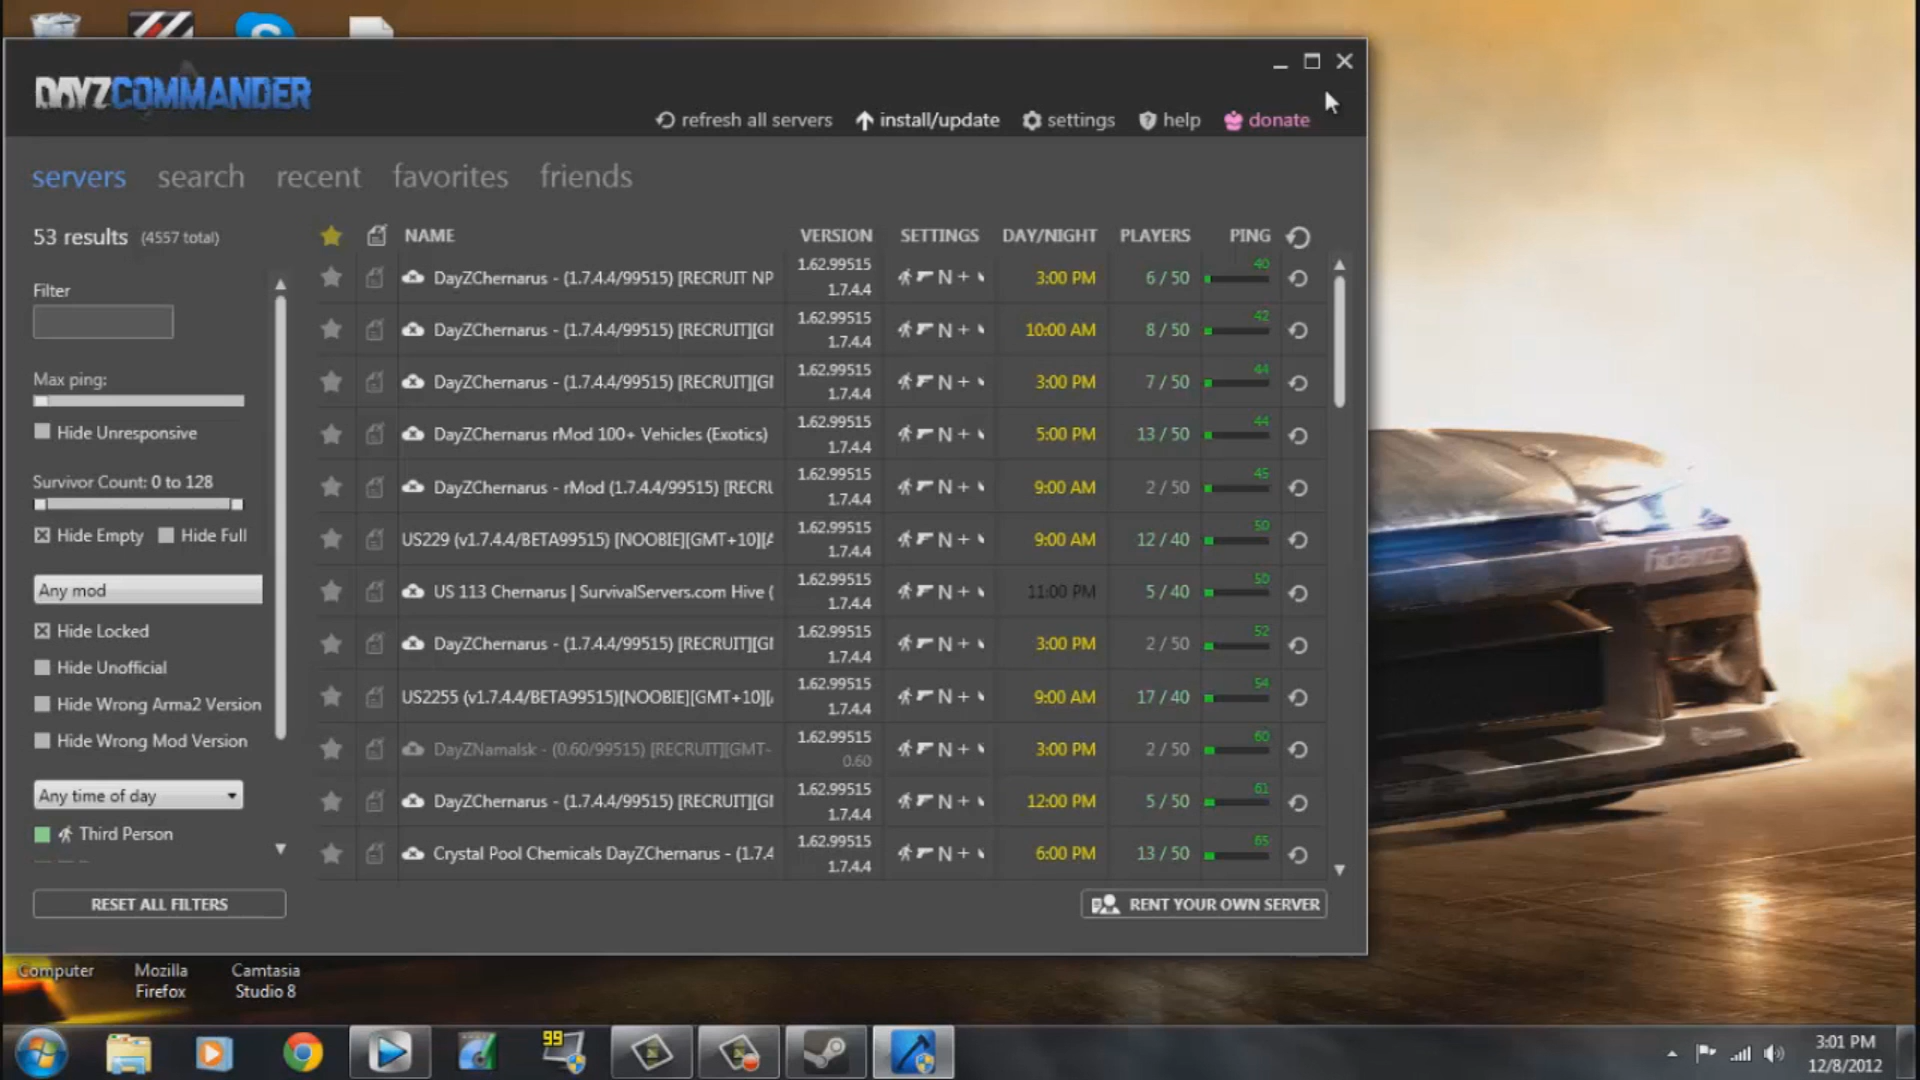 DAYZCOMMANDER
refresh all servers install/update settings help donate
servers search recent favorites friends
53 results (4557 total)
NAME VERSION SETTINGS DAY/NIGHT PLAYERS PING
DayZChernarus - (1.7.4.4/99515) [RECRUIT NP 1.62.99515 1.7.4.4 N + 3:00 PM 6 / 50 40
DayZChernarus - (1.7.4.4/99515) [RECRUIT][GI 1.62.99515 1.7.4.4 N + 10:00 AM 8 / 50 42
DayZChernarus - (1.7.4.4/99515) [RECRUIT][GI 1.62.99515 1.7.4.4 N + 3:00 PM 7 / 50 44
DayZChernarus rMod 100+ Vehicles (Exotics) 1.62.99515 1.7.4.4 N + 5:00 PM 13 / 50 44
DayZChernarus - rMod (1.7.4.4/99515) [RECRU 1.62.99515 1.7.4.4 N + 9:00 AM 2 / 50 45
US229 (v1.7.4.4/BETA99515) [NOOBIE][GMT+10][A 1.62.99515 1.7.4.4 N + 9:00 AM 12 / 40 50
US 113 Chernarus | SurvivalServers.com Hive ( 1.62.99515 1.7.4.4 N + 11:00 PM 5 / 40 50
DayZChernarus - (1.7.4.4/99515) [RECRUIT][GI 1.62.99515 1.7.4.4 N + 3:00 PM 2 / 50 52
US2255 (v1.7.4.4/BETA99515)[NOOBIE][GMT+10][ 1.62.99515 1.7.4.4 N + 9:00 AM 17 / 40 54
DayZNamalsk - (0.60/99515) [RECRUIT][GMT- 1.62.99515 0.60 N + 3:00 PM 2 / 50 60
DayZChernarus - (1.7.4.4/99515) [RECRUIT][GI 1.62.99515 1.7.4.4 N + 12:00 PM 5 / 50 61
Crystal Pool Chemicals DayZChernarus - (1.7.4 1.62.99515 1.7.4.4 N + 6:00 PM 13 / 50 65
Filter
Max ping:
Hide Unresponsive
Survivor Count: 0 to 128
Hide Empty Hide Full
Any mod
Hide Locked
Hide Unofficial
Hide Wrong Arma2 Version
Hide Wrong Mod Version
Any time of day
Third Person
RESET ALL FILTERS
RENT YOUR OWN SERVER
fidanza
Computer
Mozilla
Firefox
Camtasia
Studio 8
99
3:01 PM
12/8/2012